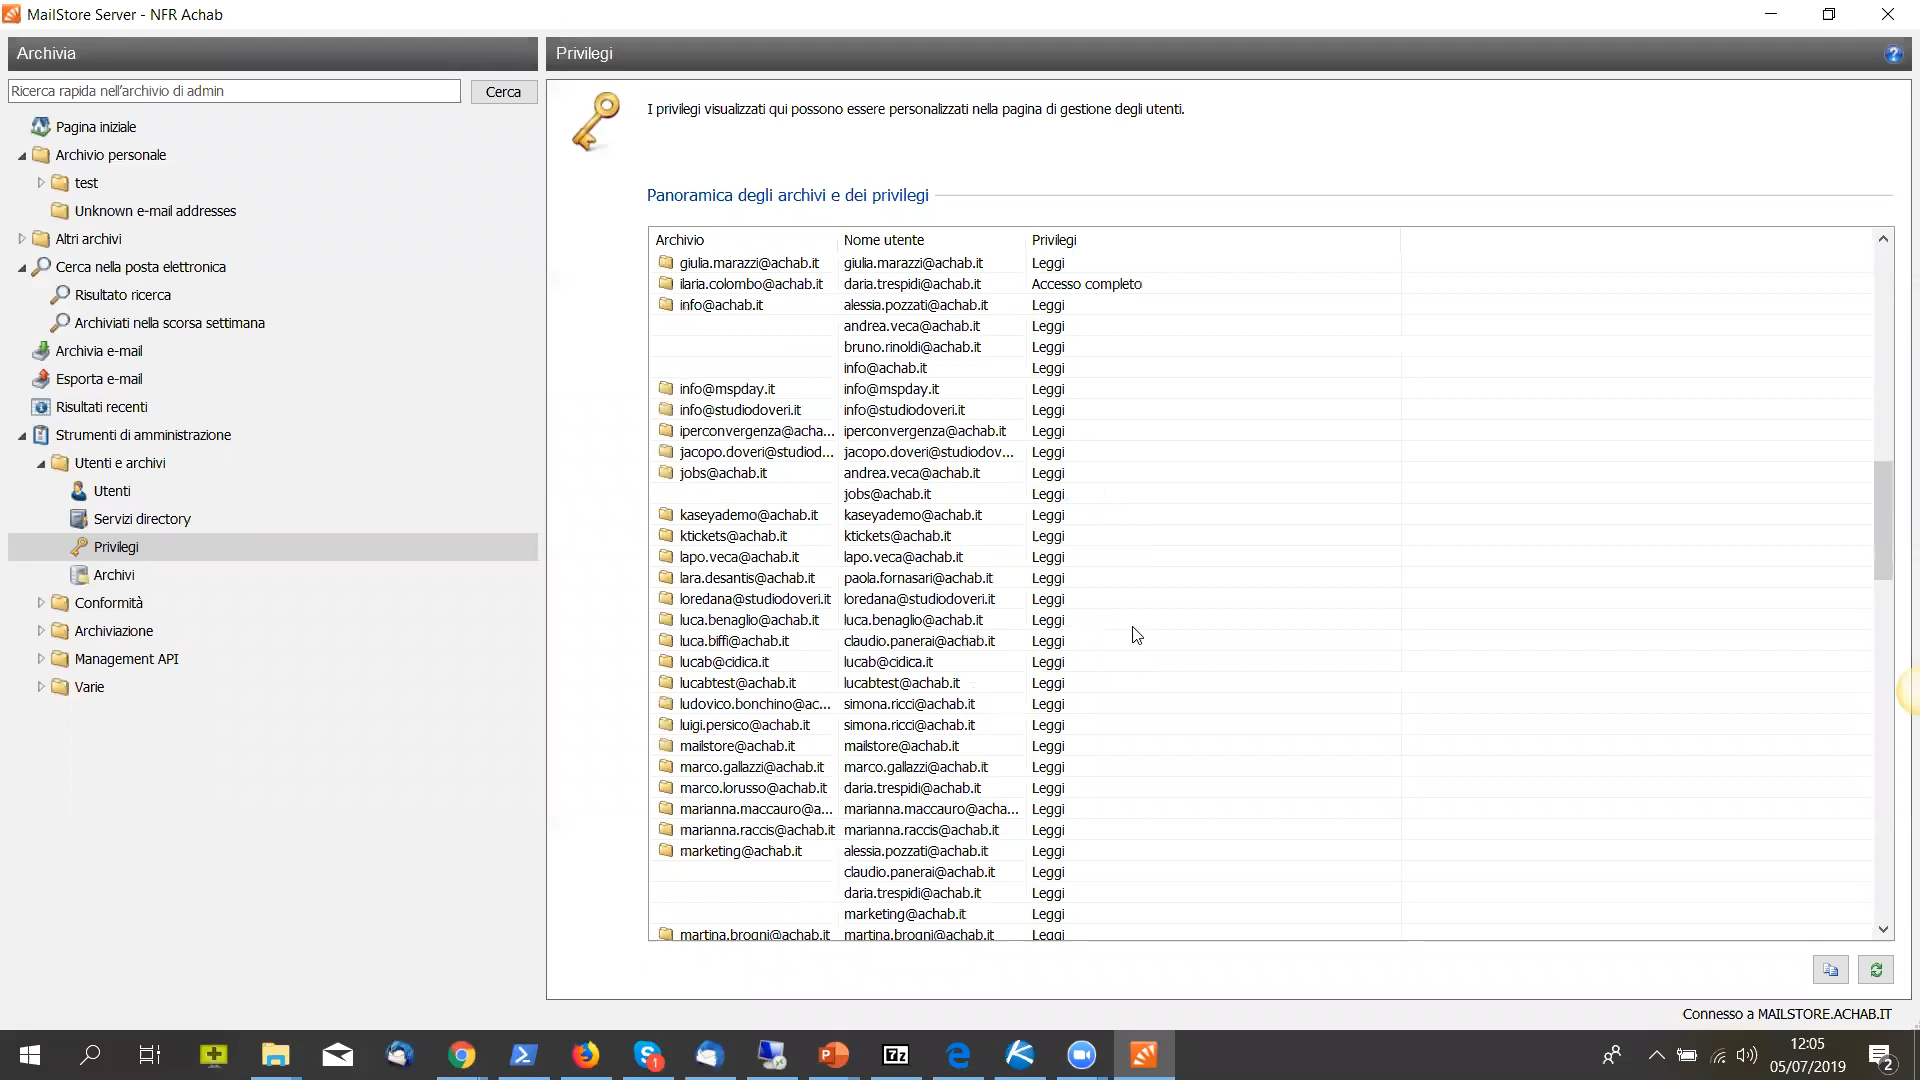 MailStore Server - NFR Achab
Archivia
Privilegi
Ricerca rapida nell'archivio di admin
Cerca
Pagina iniziale
Archivio personale
test
Unknown e-mail addresses
Altri archivi
Cerca nella posta elettronica
Risultato ricerca
Archiviati nella scorsa settimana
Archivia e-mail
Esporta e-mail
Risultati recenti
Strumenti di amministrazione
Utenti e archivi
Utenti
Servizi directory
Privilegi
Archivi
Conformità
Archiviazione
Management API
Varie
I privilegi visualizzati qui possono essere personalizzati nella pagina di gestione degli utenti.
Panoramica degli archivi e dei privilegi
Archivio Nome utente Privilegi
giulia.marazzi@achab.it giulia.marazzi@achab.it Leggi
ilaria.colombo@achab.it daria.trespidi@achab.it Accesso completo
info@achab.it alessia.pozzati@achab.it Leggi
andrea.veca@achab.it Leggi
bruno.rinoldi@achab.it Leggi
info@achab.it Leggi
info@mspday.it info@mspday.it Leggi
info@studiodoveri.it info@studiodoveri.it Leggi
iperconvergenza@acha... iperconvergenza@achab.it Leggi
jacopo.doveri@studiod... jacopo.doveri@studiodov... Leggi
jobs@achab.it andrea.veca@achab.it Leggi
jobs@achab.it Leggi
kaseyademo@achab.it kaseyademo@achab.it Leggi
ktickets@achab.it ktickets@achab.it Leggi
lapo.veca@achab.it lapo.veca@achab.it Leggi
lara.desantis@achab.it paola.fornasari@achab.it Leggi
loredana@studiodoveri.it loredana@studiodoveri.it Leggi
luca.benaglio@achab.it luca.benaglio@achab.it Leggi
luca.biffi@achab.it claudio.panerai@achab.it Leggi
lucab@cidica.it lucab@cidica.it Leggi
lucabtest@achab.it lucabtest@achab.it Leggi
ludovico.bonchino@ac... simona.ricci@achab.it Leggi
luigi.persico@achab.it simona.ricci@achab.it Leggi
mailstore@achab.it mailstore@achab.it Leggi
marco.gallazzi@achab.it marco.gallazzi@achab.it Leggi
marco.lorusso@achab.it daria.trespidi@achab.it Leggi
marianna.maccauro@a... marianna.maccauro@acha... Leggi
marianna.raccis@achab.it marianna.raccis@achab.it Leggi
marketing@achab.it alessia.pozzati@achab.it Leggi
claudio.panerai@achab.it Leggi
daria.trespidi@achab.it Leggi
marketing@achab.it Leggi
martina.brogni@achab.it martina.brogni@achab.it Leggi
Connesso a MAILSTORE.ACHAB.IT
12:05
05/07/2019
1
7z
2